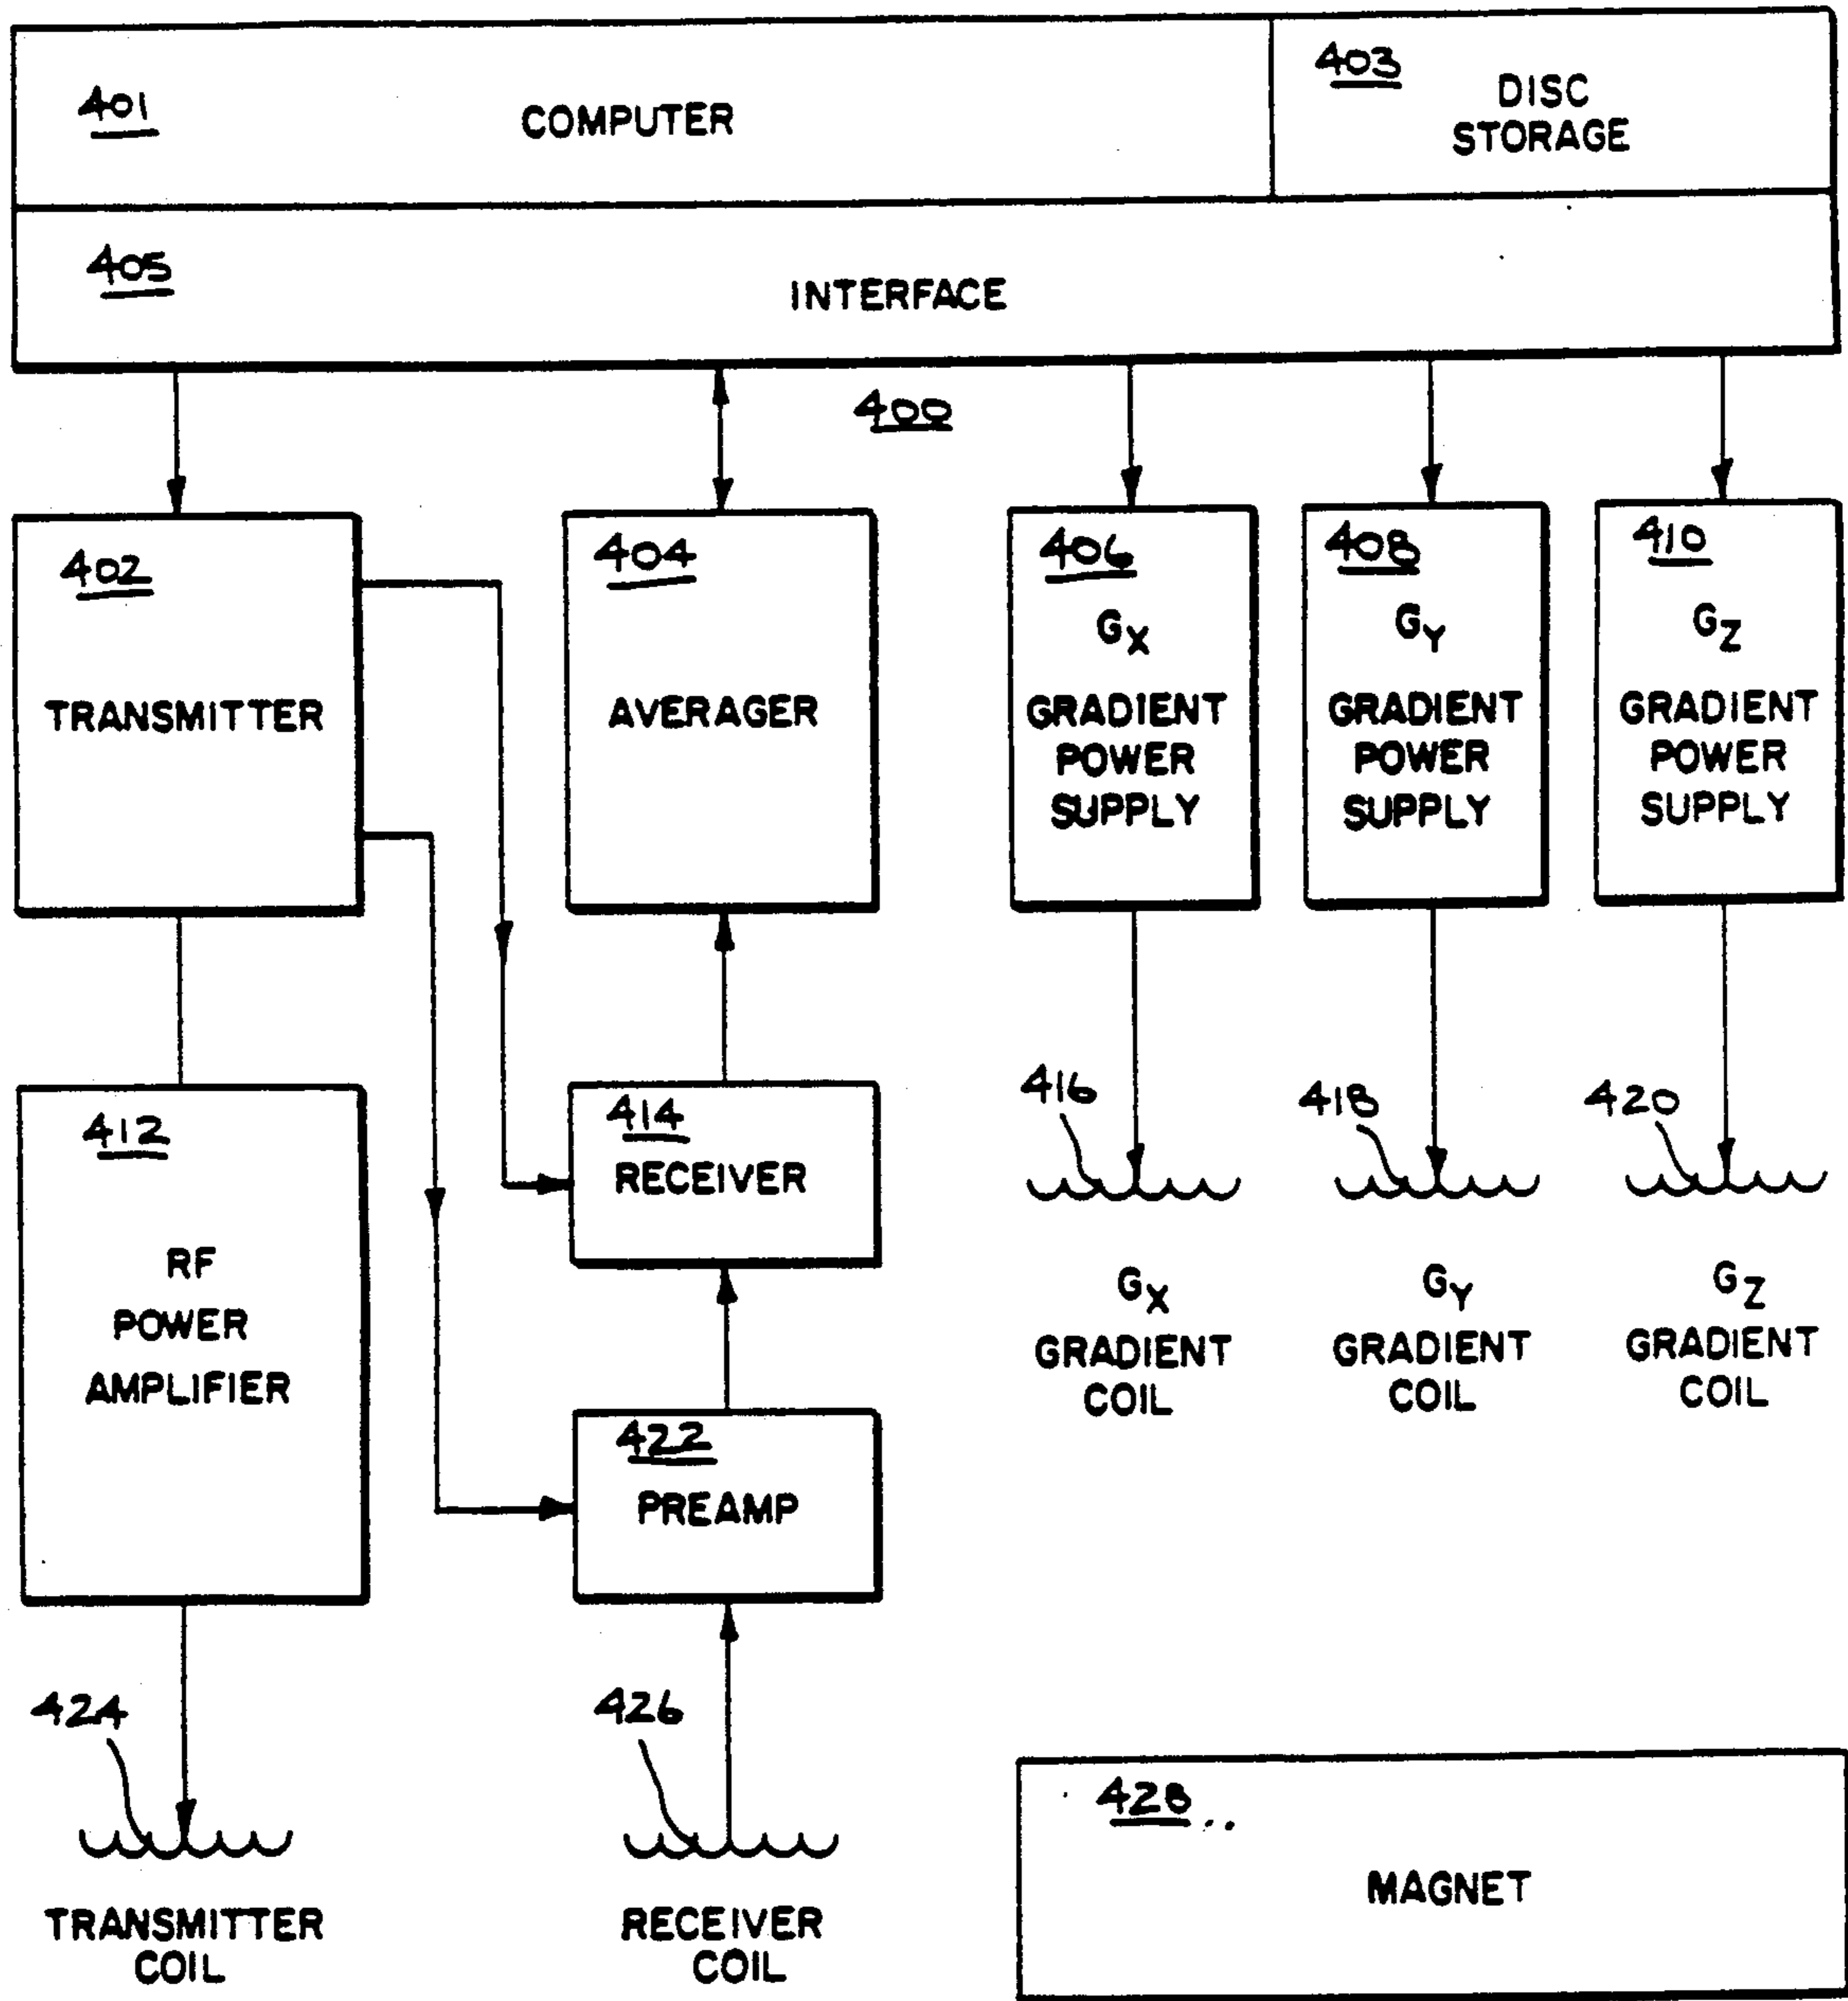 401
COMPUTER
403
DISC
STORAGE
405
INTERFACE
400
402
TRANSMITTER
404
AVERAGER
406
GX
GRADIENT
POWER
SUPPLY
408
GY
GRADIENT
POWER
SUPPLY
410
GZ
GRADIENT
POWER
SUPPLY
412
RF
POWER
AMPLIFIER
414
RECEIVER
416
GX
GRADIENT
COIL
418
GY
GRADIENT
COIL
420
GZ
GRADIENT
COIL
422
PREAMP
424
TRANSMITTER
COIL
426
RECEIVER
COIL
428
MAGNET